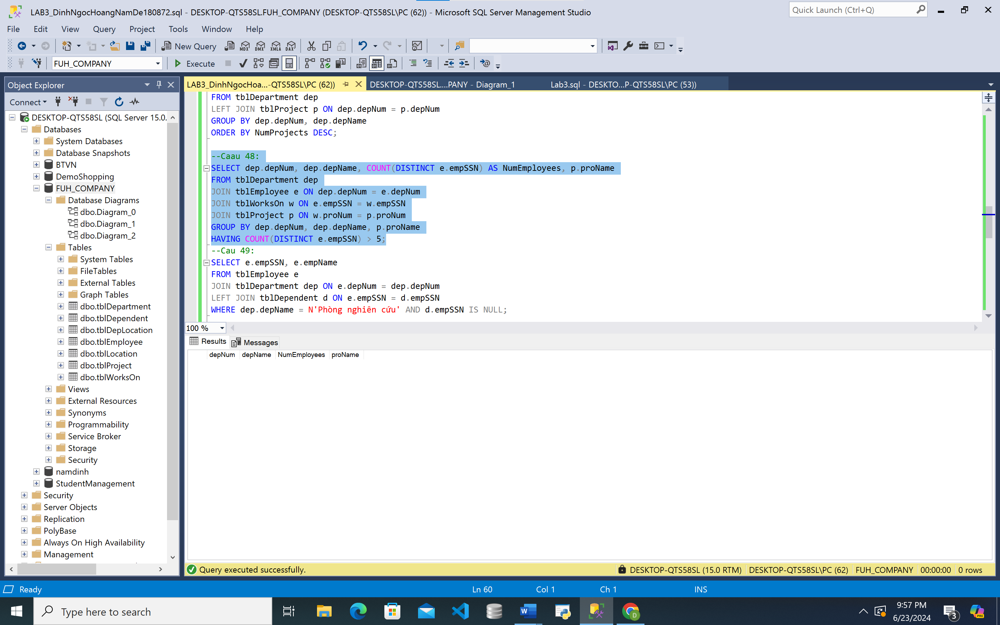 LAB3_DinhNgocHoangNamDe180872.sql - DESKTOP-QTS58SL.FUH_COMPANY (DESKTOP-QTS58SL\PC (62)) - Microsoft SQL Server Management Studio
Quick Launch (Ctrl+Q)
File Edit View Query Project Tools Window Help
New Query MDX DMX XMLA DAX
FUH_COMPANY Execute
Object Explorer
LAB3_DinhNgocHoa...-QTS58SL\PC (62)) DESKTOP-QTS58SL....PANY - Diagram_1 Lab3.sql - DESKTO...P-QTS58SL\PC (53))
Connect
DESKTOP-QTS58SL (SQL Server 15.0.
Databases
System Databases
Database Snapshots
BTVN
DemoShopping
FUH_COMPANY
Database Diagrams
dbo.Diagram_0
dbo.Diagram_1
dbo.Diagram_2
Tables
System Tables
FileTables
External Tables
Graph Tables
dbo.tblDepartment
dbo.tblDependent
dbo.tblDepLocation
dbo.tblEmployee
dbo.tblLocation
dbo.tblProject
dbo.tblWorksOn
Views
External Resources
Synonyms
Programmability
Service Broker
Storage
Security
namdinh
StudentManagement
Security
Server Objects
Replication
PolyBase
Always On High Availability
Management
FROM tblDepartment dep
LEFT JOIN tblProject p ON dep.depNum = p.depNum
GROUP BY dep.depNum, dep.depName
ORDER BY NumProjects DESC;
--Caau 48:
SELECT dep.depNum, dep.depName, COUNT(DISTINCT e.empSSN) AS NumEmployees, p.proName
FROM tblDepartment dep
JOIN tblEmployee e ON dep.depNum = e.depNum
JOIN tblWorksOn w ON e.empSSN = w.empSSN
JOIN tblProject p ON w.proNum = p.proNum
GROUP BY dep.depNum, dep.depName, p.proName
HAVING COUNT(DISTINCT e.empSSN) > 5;
--Cau 49:
SELECT e.empSSN, e.empName
FROM tblEmployee e
JOIN tblDepartment dep ON e.depNum = dep.depNum
LEFT JOIN tblDependent d ON e.empSSN = d.empSSN
WHERE dep.depName = N'Phòng nghiên cứu' AND d.empSSN IS NULL;
100 %
Results Messages
depNum depName NumEmployees proName
Query executed successfully. DESKTOP-QTS58SL (15.0 RTM) DESKTOP-QTS58SL\PC (62) FUH_COMPANY 00:00:00 0 rows
Ready Ln 60 Col 1 Ch 1 INS
Type here to search
9:57 PM
6/23/2024
3
PRE